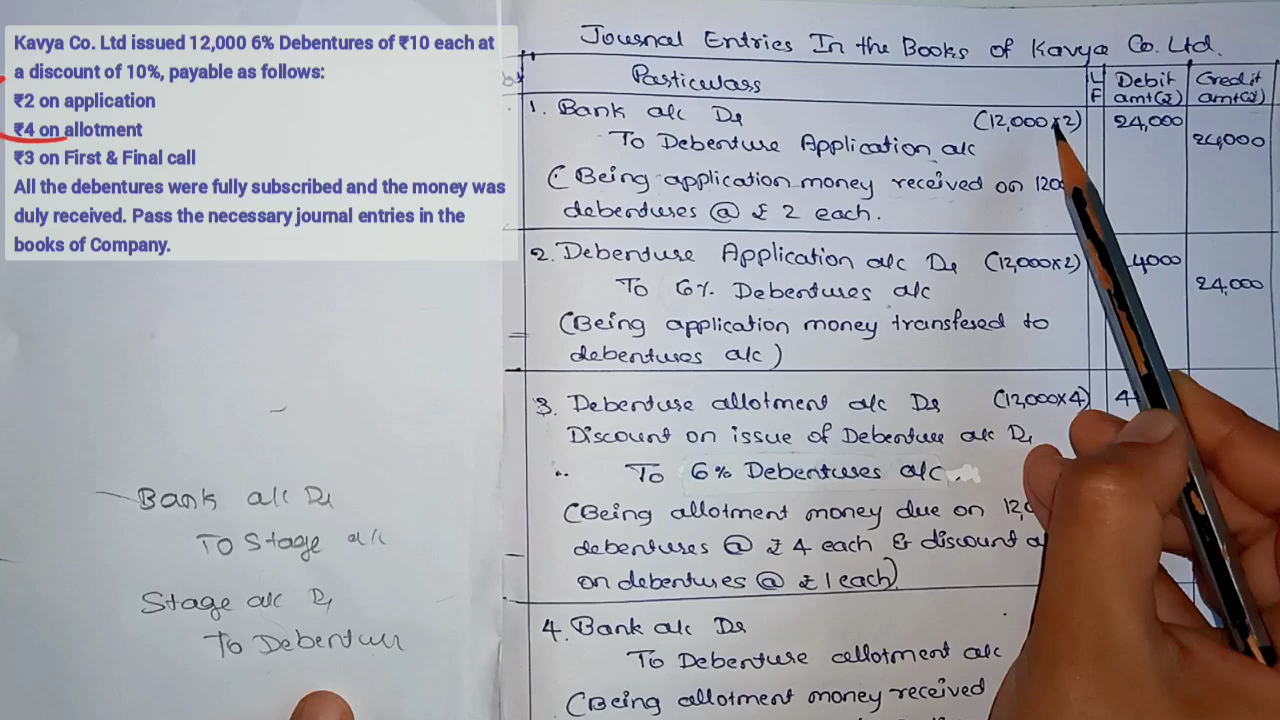 Kavya Co. Ltd issued 12,000 6% Debentures of ₹10 each at
a discount of 10%, payable as follows:
₹2 on application
₹4 on allotment
₹3 on First & Final call
All the debentures were fully subscribed and the money was
duly received. Pass the necessary journal entries in the
books of Company.
Bank a/c Dr
To Stage a/c
Stage a/c Dr
To Debenture
Journal Entries In the Books of Kavya Co. Ltd.
Particulars LF Debit amt(₹) Credit amt(₹)
1. Bank a/c Dr (12,000×2) 24,000
To Debenture Application a/c 24,000
(Being application money received on
debentures @ ₹ 2 each.
2. Debenture Application a/c Dr (12,000×2) 4000
To 6% Debentures a/c 24,000
(Being application money transfered to
debentures a/c)
3. Debenture allotment a/c Dr (12,000×4) 4
Discount on issue of Debenture a/c Dr
To 6% Debentures a/c
(Being allotment money due on
debentures @ ₹ 4 each & discount
on debentures @ ₹ 1 each)
4. Bank a/c Dr
To Debenture allotment a/c
(Being allotment money received